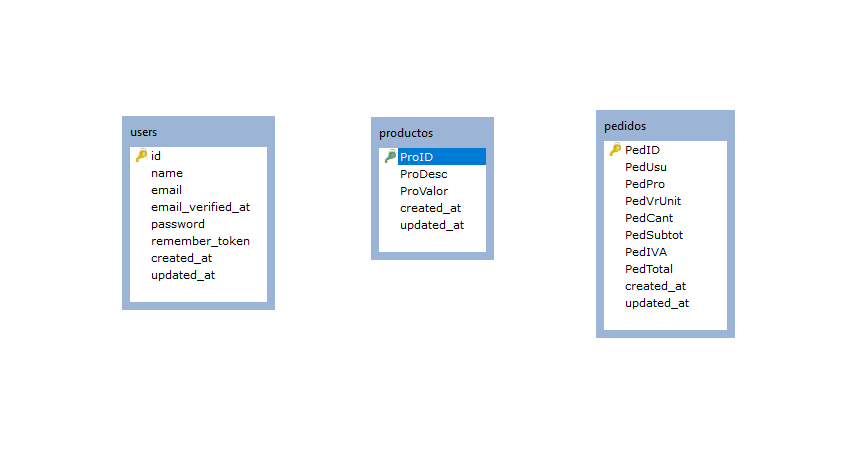 users
id
name
email
email_verified_at
password
remember_token
created_at
updated_at
productos
ProID
ProDesc
ProValor
created_at
updated_at
pedidos
PedID
PedUsu
PedPro
PedVrUnit
PedCant
PedSubtot
PedIVA
PedTotal
created_at
updated_at